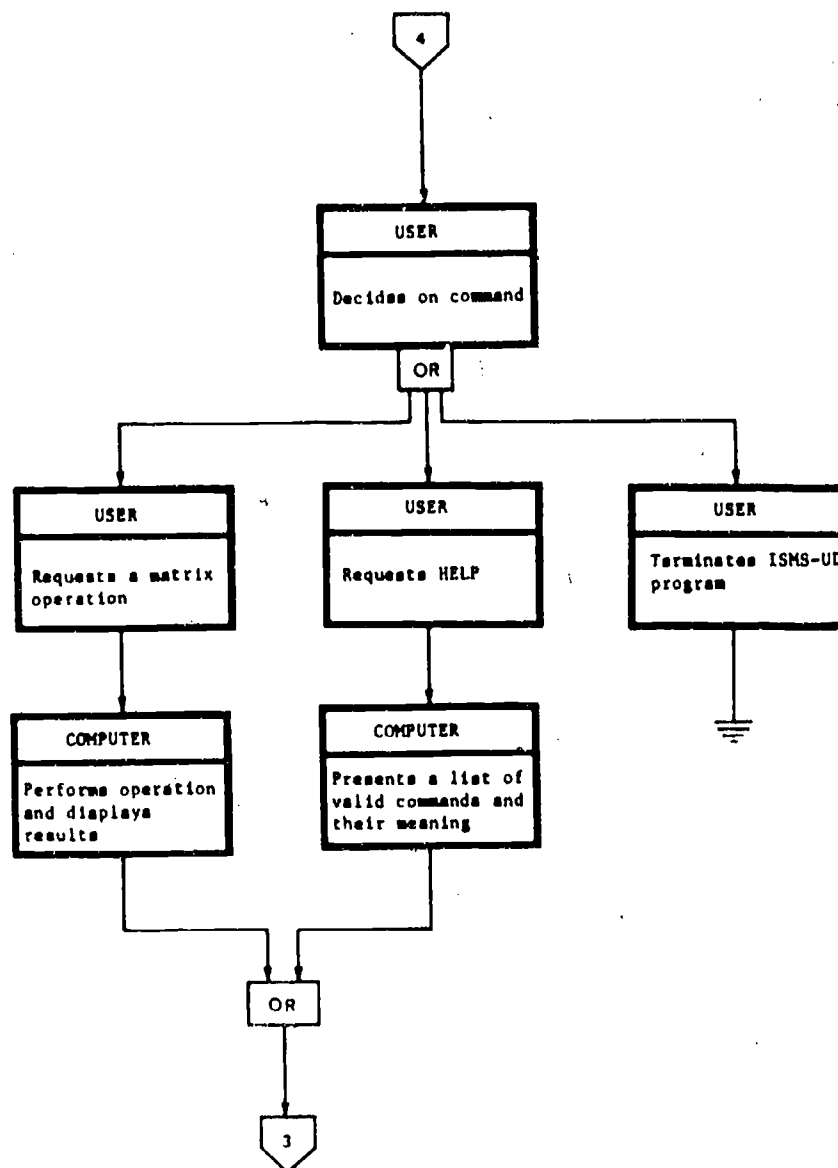 4
USER
Decides on command
OR
USER
Requests a matrix
operation
USER
Requests HELP
USER
Terminates ISMS-UD
program
COMPUTER
Performs operation
and displays
results
COMPUTER
Presents a list of
valid commands and
their meaning
OR
3